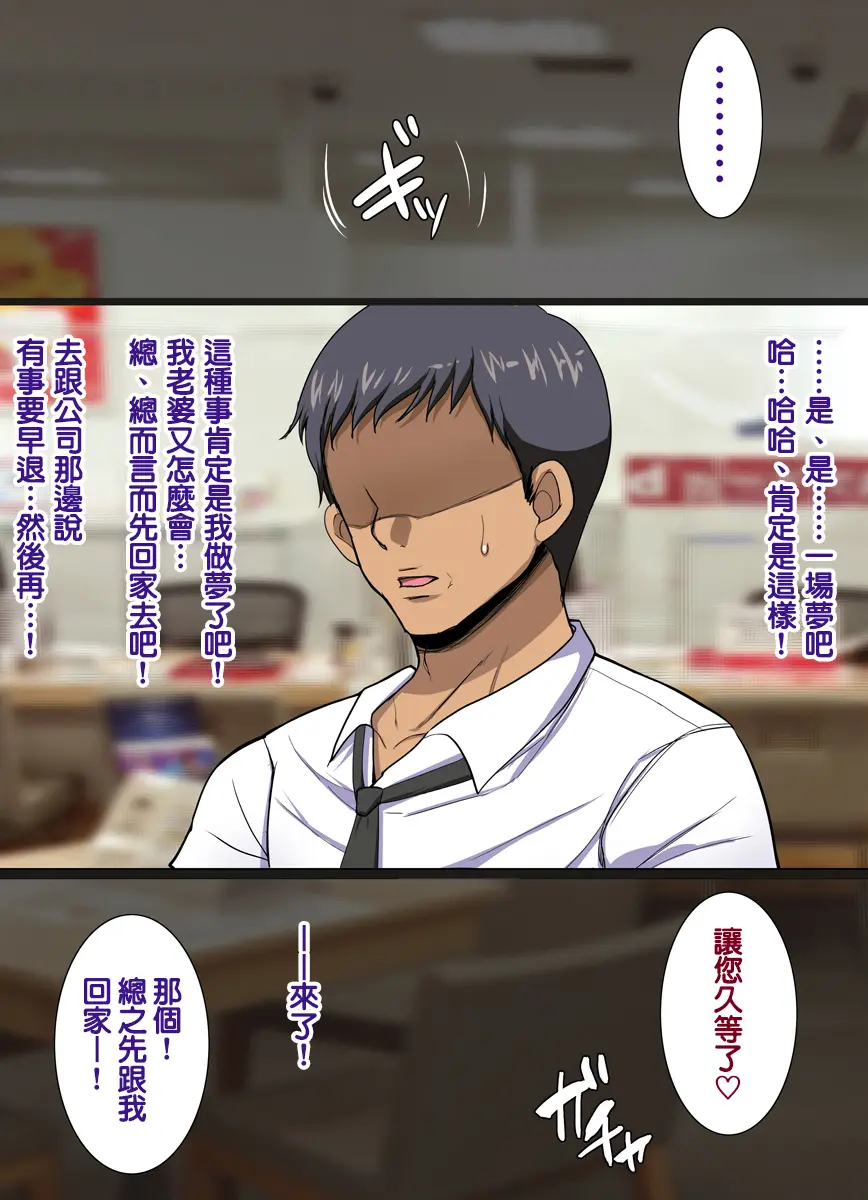 ・・・・・・・・
ギッ
……是、是……一場夢吧
哈…哈哈、肯定是這樣！
這種事肯定是我做夢了吧！
我老婆又怎麼會…
總、總而言而先回家去吧！
去跟公司那邊說
有事要早退…然後再…！
讓您久等了♡
ガチャ
——來了！
那個！
總之先跟我
回家—！